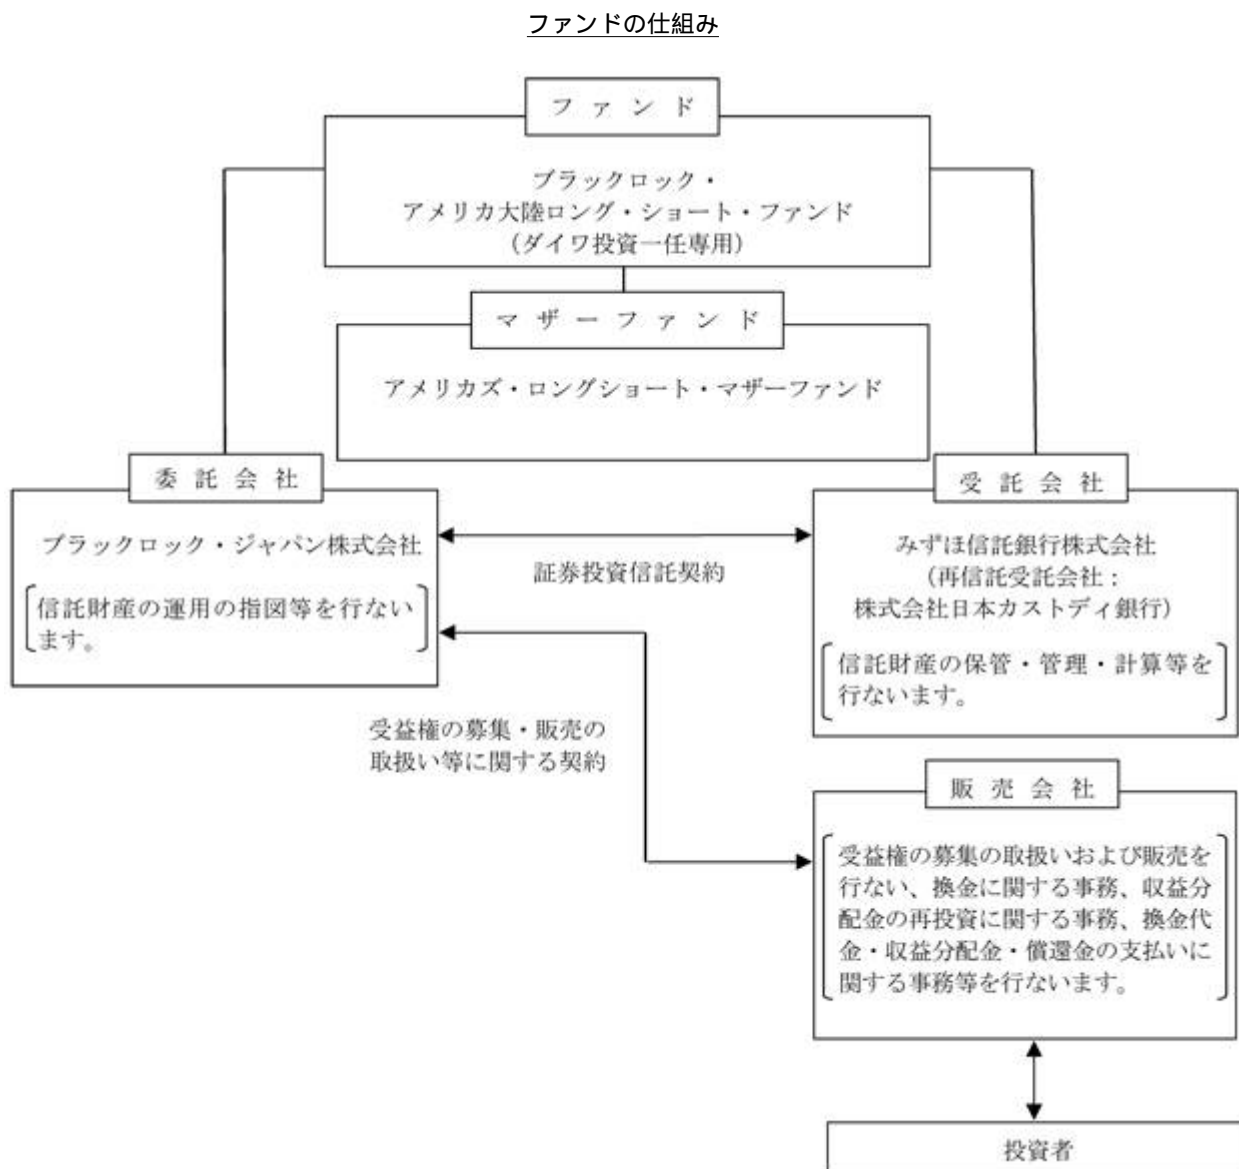 ファンドの仕組み
ファンド
ブラックロック・
アメリカ大陸ロング・ショート・ファンド
（ダイワ投資一任専用）
マザーファンド
アメリカズ・ロングショート・マザーファンド
委託会社
ブラックロック・ジャパン株式会社
信託財産の運用の指図等を行ない
ます。
証券投資信託契約
受託会社
みずほ信託銀行株式会社
（再信託受託会社：
株式会社日本カストディ銀行）
信託財産の保管・管理・計算等を
行ないます。
受益権の募集・販売の
取扱い等に関する契約
販売会社
受益権の募集の取扱いおよび販売を
行ない、換金に関する事務、収益分
配金の再投資に関する事務、換金代
金・収益分配金・償還金の支払いに
関する事務等を行ないます。
投資者